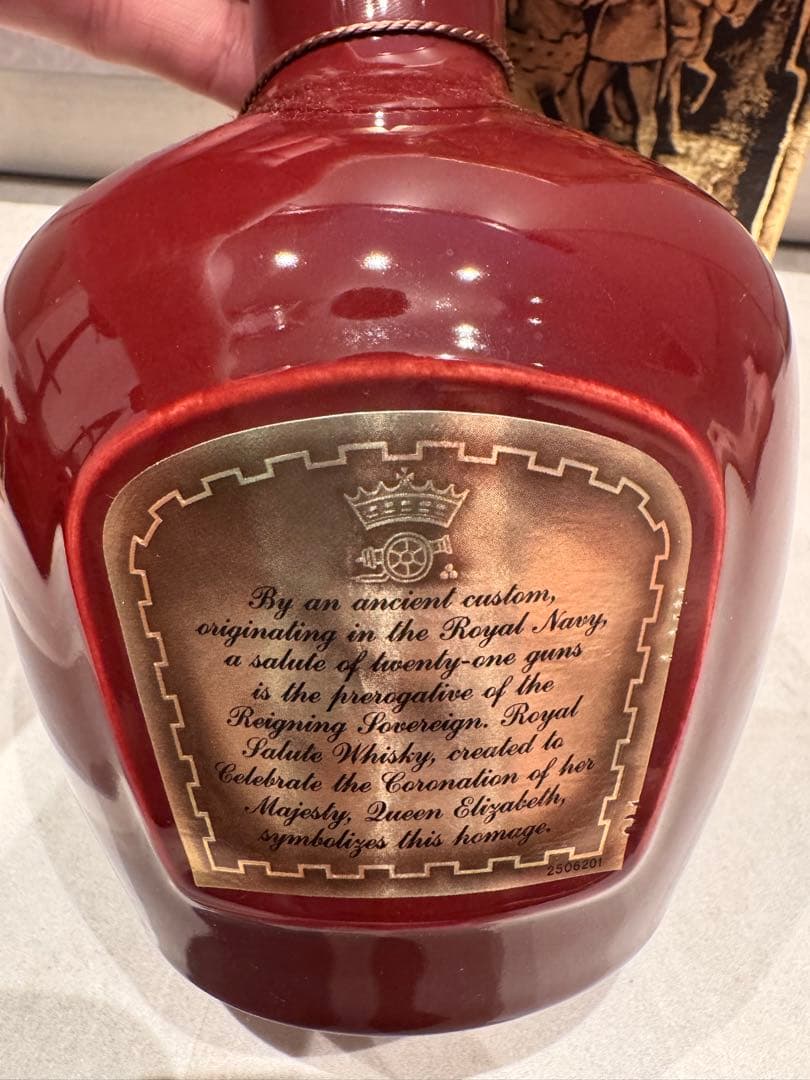 By an ancient custom,
originating in the Royal Navy,
a salute of twenty-one guns
is the prerogative of the
Reigning Sovereign. Royal
Salute Whisky, created to
Celebrate the Coronation of her
Majesty, Queen Elizabeth,
symbolizes this homage.
2506201